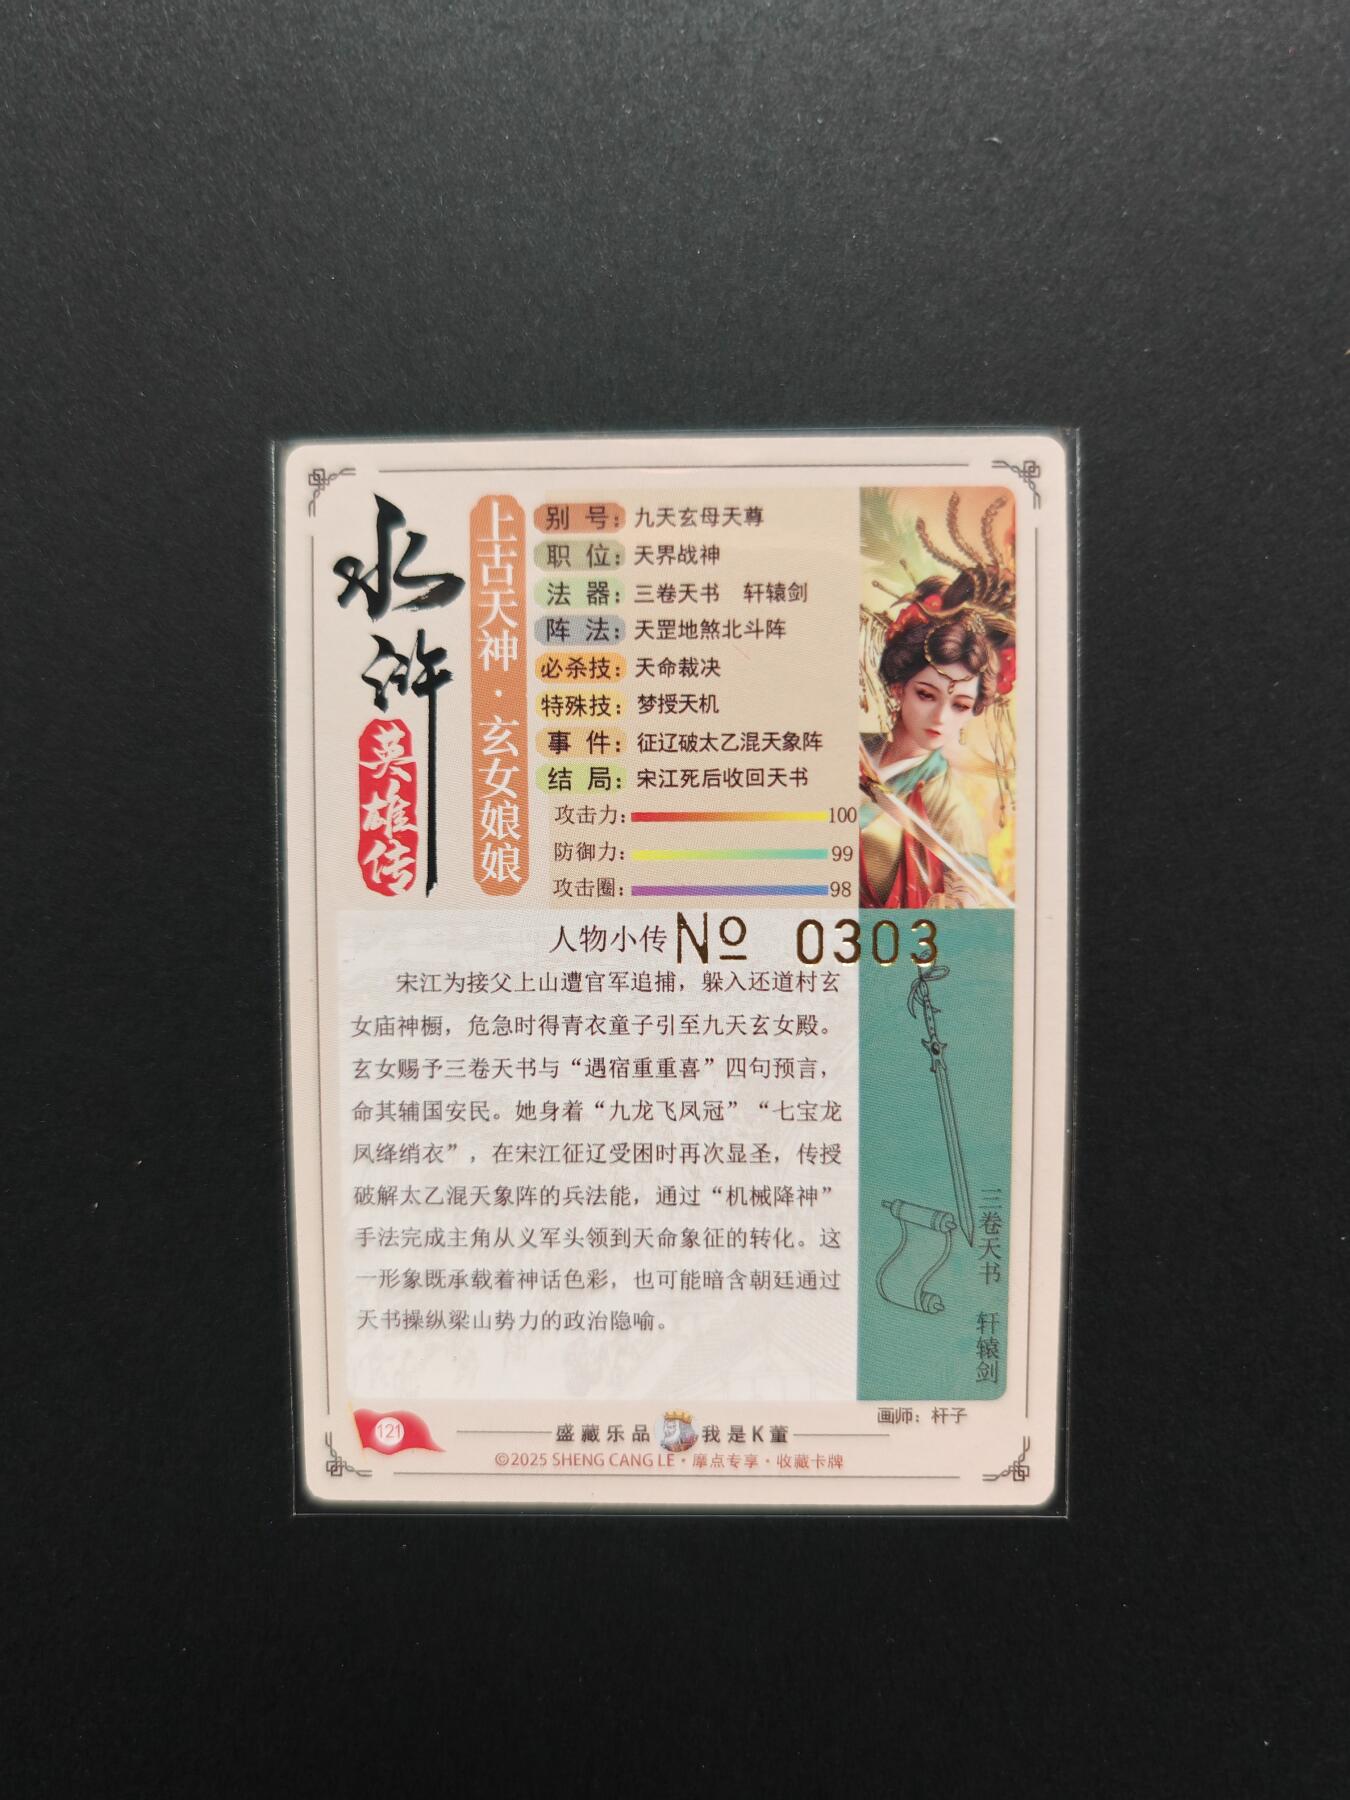 水浒
英雄传
上古天神·玄女娘娘
别号：九天玄母天尊
职位：天界战神
法器：三卷天书 轩辕剑
阵法：天罡地煞北斗阵
必杀技：天命裁决
特殊技：梦授天机
事件：征辽破太乙混天象阵
结局：宋江死后收回天书
攻击力：100
防御力：99
攻击圈：98
人物小传 № 0303
宋江为接父上山遭官军追捕，躲入还道村玄
女庙神橱，危急时得青衣童子引至九天玄女殿。
玄女赐予三卷天书与“遇宿重重喜”四句预言，
命其辅国安民。她身着“九龙飞凤冠”“七宝龙
凤绛绡衣”，在宋江征辽受困时再次显圣，传授
破解太乙混天象阵的兵法能，通过“机械降神”
手法完成主角从义军头领到天命象征的转化。这
一形象既承载着神话色彩，也可能暗含朝廷通过
天书操纵梁山势力的政治隐喻。
三卷天书 轩辕剑
画师：杆子
121
盛藏乐品 我是K董
©2025 SHENG CANG LE·摩点专享·收藏卡牌